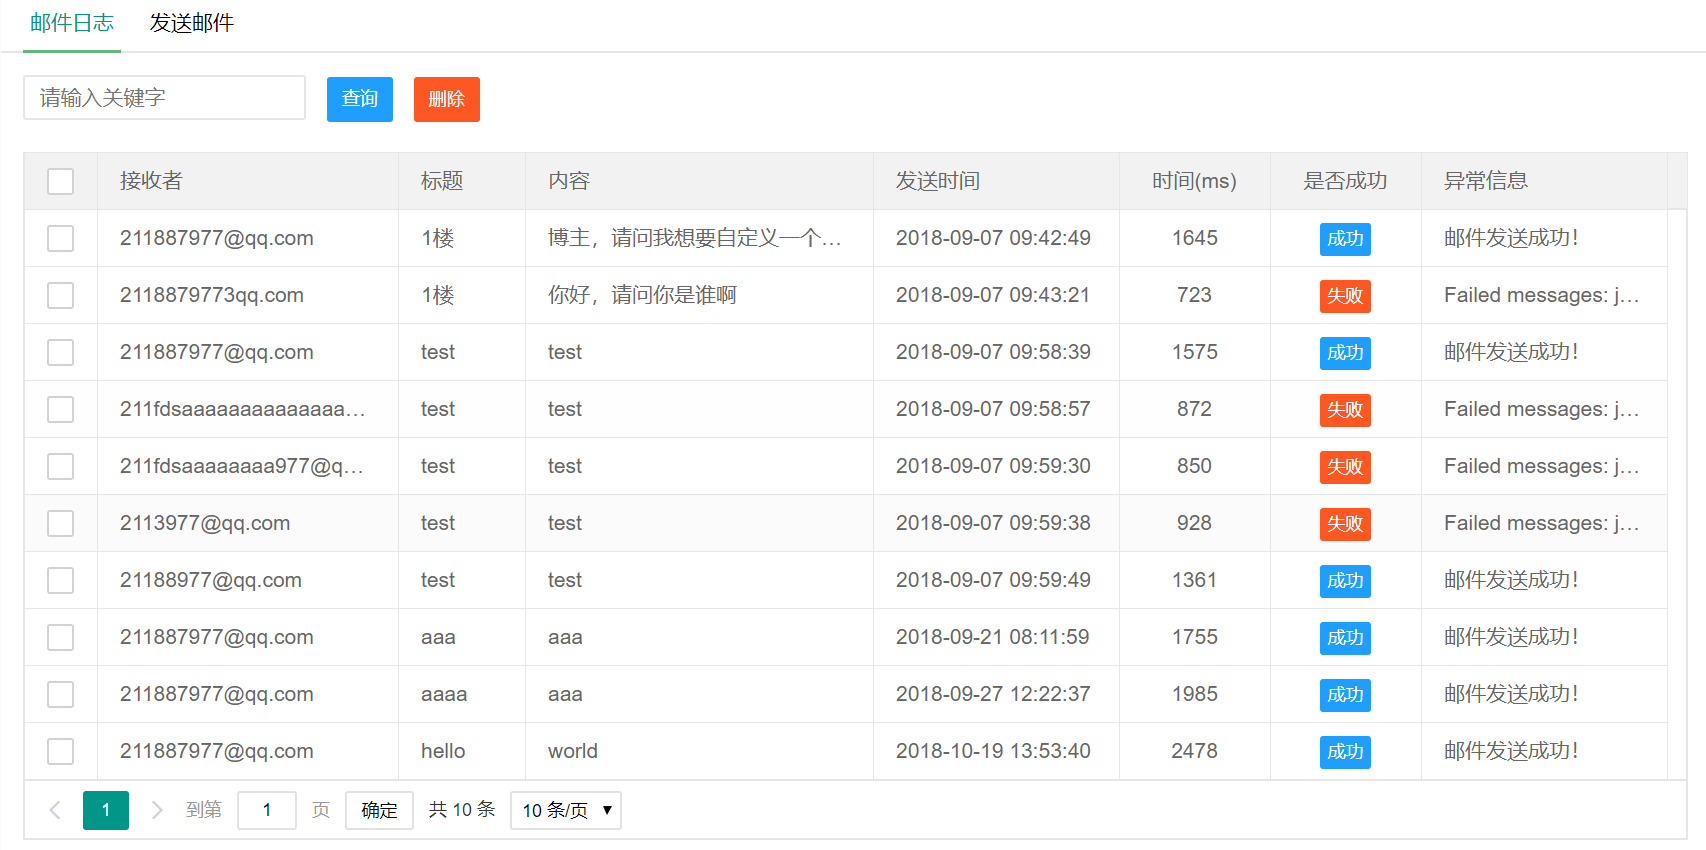 邮件日志 发送邮件
请输入关键字 查询 删除
接收者 标题 内容 发送时间 时间(ms) 是否成功 异常信息
211887977@qq.com 1楼 博主，请问我想要自定义一个... 2018-09-07 09:42:49 1645 成功 邮件发送成功！
2118879773qq.com 1楼 你好，请问你是谁啊 2018-09-07 09:43:21 723 失败 Failed messages: j...
211887977@qq.com test test 2018-09-07 09:58:39 1575 成功 邮件发送成功！
211fdsaaaaaaaaaaaaaa... test test 2018-09-07 09:58:57 872 失败 Failed messages: j...
211fdsaaaaaaaa977@q... test test 2018-09-07 09:59:30 850 失败 Failed messages: j...
2113977@qq.com test test 2018-09-07 09:59:38 928 失败 Failed messages: j...
21188977@qq.com test test 2018-09-07 09:59:49 1361 成功 邮件发送成功！
211887977@qq.com aaa aaa 2018-09-21 08:11:59 1755 成功 邮件发送成功！
211887977@qq.com aaaa aaa 2018-09-27 12:22:37 1985 成功 邮件发送成功！
211887977@qq.com hello world 2018-10-19 13:53:40 2478 成功 邮件发送成功！
1 到第 1 页 确定 共 10 条 10 条/页